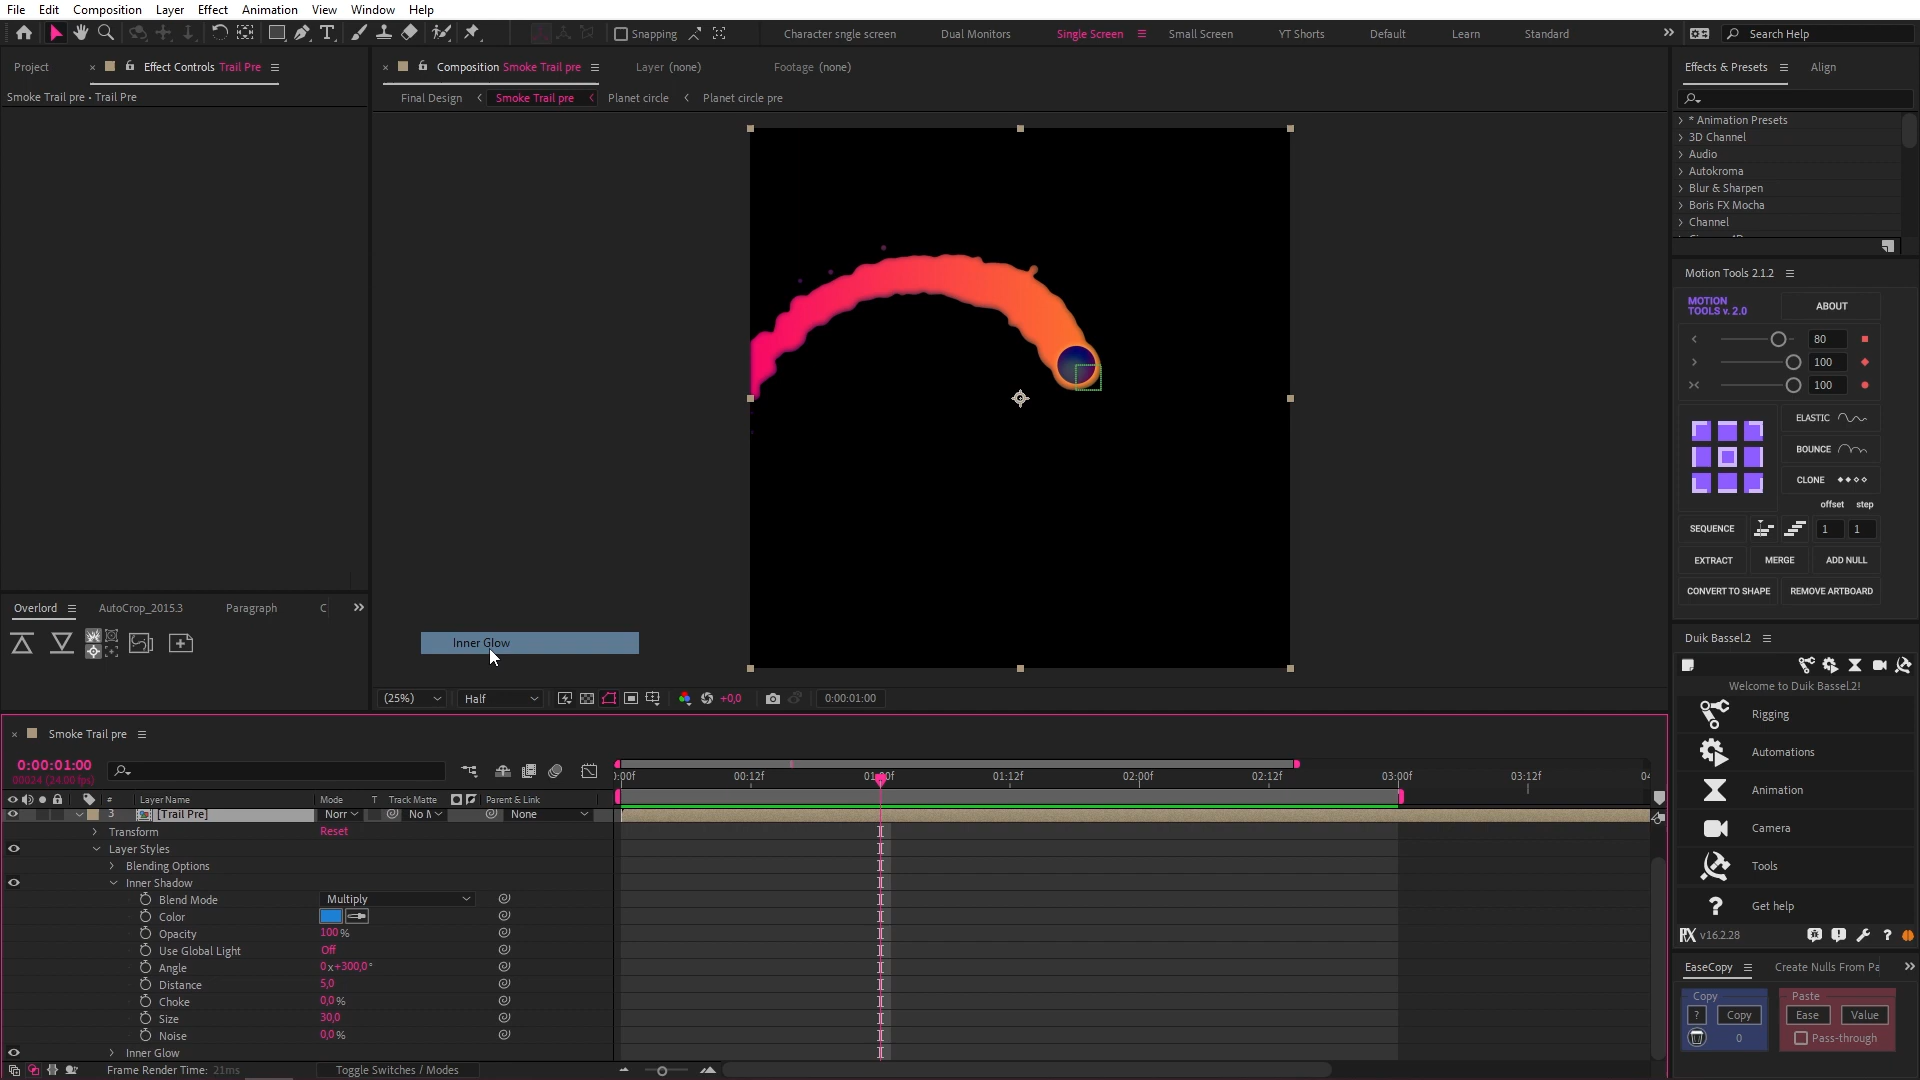 File Edit Composition Layer Effect Animation View Window Help
Snapping Character sngle screen Dual Monitors Single Screen Small Screen YT Shorts Default Learn Standard Search Help
Project Effect Controls Trail Pre Composition Smoke Trail pre Layer (none) Footage (none) Effects & Presets Align
Smoke Trail pre • Trail Pre Final Design Smoke Trail pre Planet circle Planet circle pre
* Animation Presets
3D Channel
Audio
Autokroma
Blur & Sharpen
Boris FX Mocha
Channel
Motion Tools 2.1.2
MOTION
TOOLS v. 2.0
ABOUT
80
100
100
ELASTIC
BOUNCE
CLONE
offset step
SEQUENCE 1 1
EXTRACT MERGE ADD NULL
CONVERT TO SHAPE REMOVE ARTBOARD
Overlord AutoCrop_2015.3 Paragraph C
Inner Glow
(25%) Half +0,0 0:00:01:00
Duik Bassel.2
Welcome to Duik Bassel.2!
Rigging
Automations
Animation
Camera
Tools
Get help
v16.2.28
EaseCopy Create Nulls From Pa
Copy Paste
? Copy Ease Value
0 Pass-through
Smoke Trail pre
0:00:01:00
00024 (24.00 fps)
):00f 00:12f 01:00f 01:12f 02:00f 02:12f 03:00f 03:12f 04
# Layer Name Mode T Track Matte Parent & Link
3 [Trail Pre] Norr No M None
Transform Reset
Layer Styles
Blending Options
Inner Shadow
Blend Mode Multiply
Color
Opacity 100 %
Use Global Light Off
Angle 0x+300,0°
Distance 5,0
Choke 0,0 %
Size 30,0
Noise 0,0 %
Inner Glow
Frame Render Time: 21ms Toggle Switches / Modes